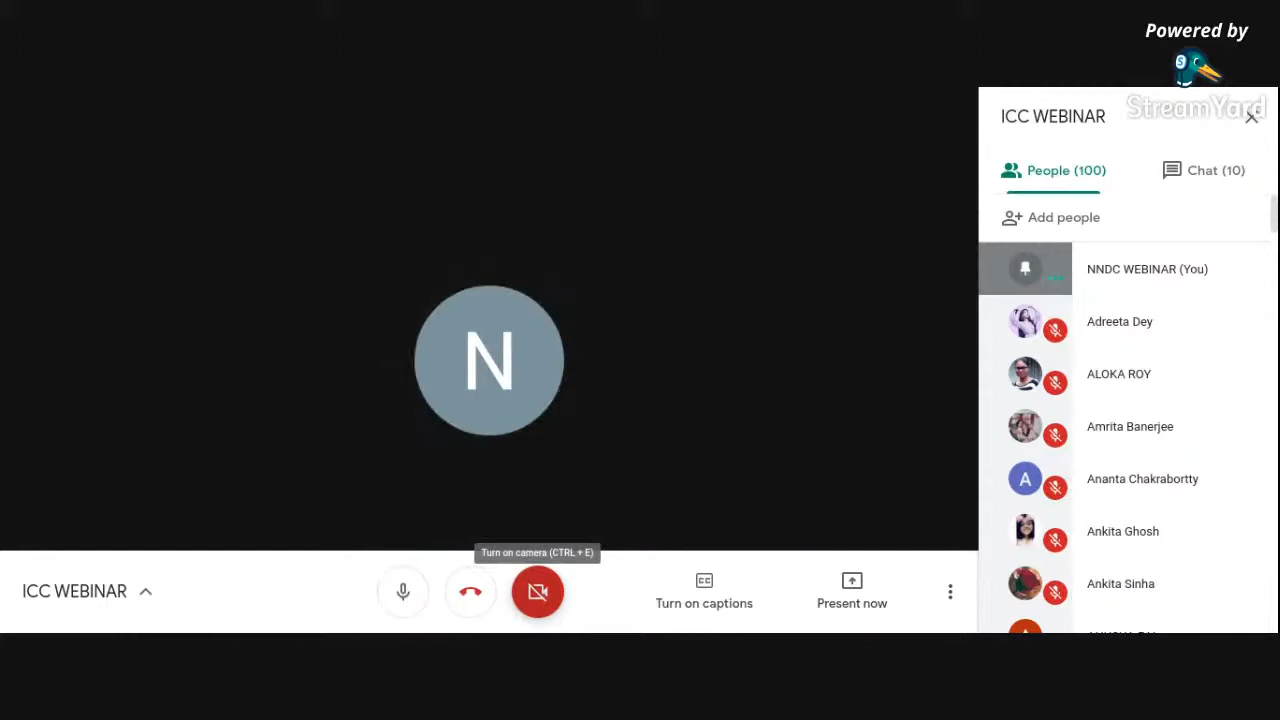 Powered by
StreamYard
ICC WEBINAR
People (100)
Chat (10)
Add people
NNDC WEBINAR (You)
Adreeta Dey
ALOKA ROY
Amrita Banerjee
A
Ananta Chakrabortty
Ankita Ghosh
Ankita Sinha
N
Turn on camera (CTRL + E)
ICC WEBINAR
CC
Turn on captions
Present now